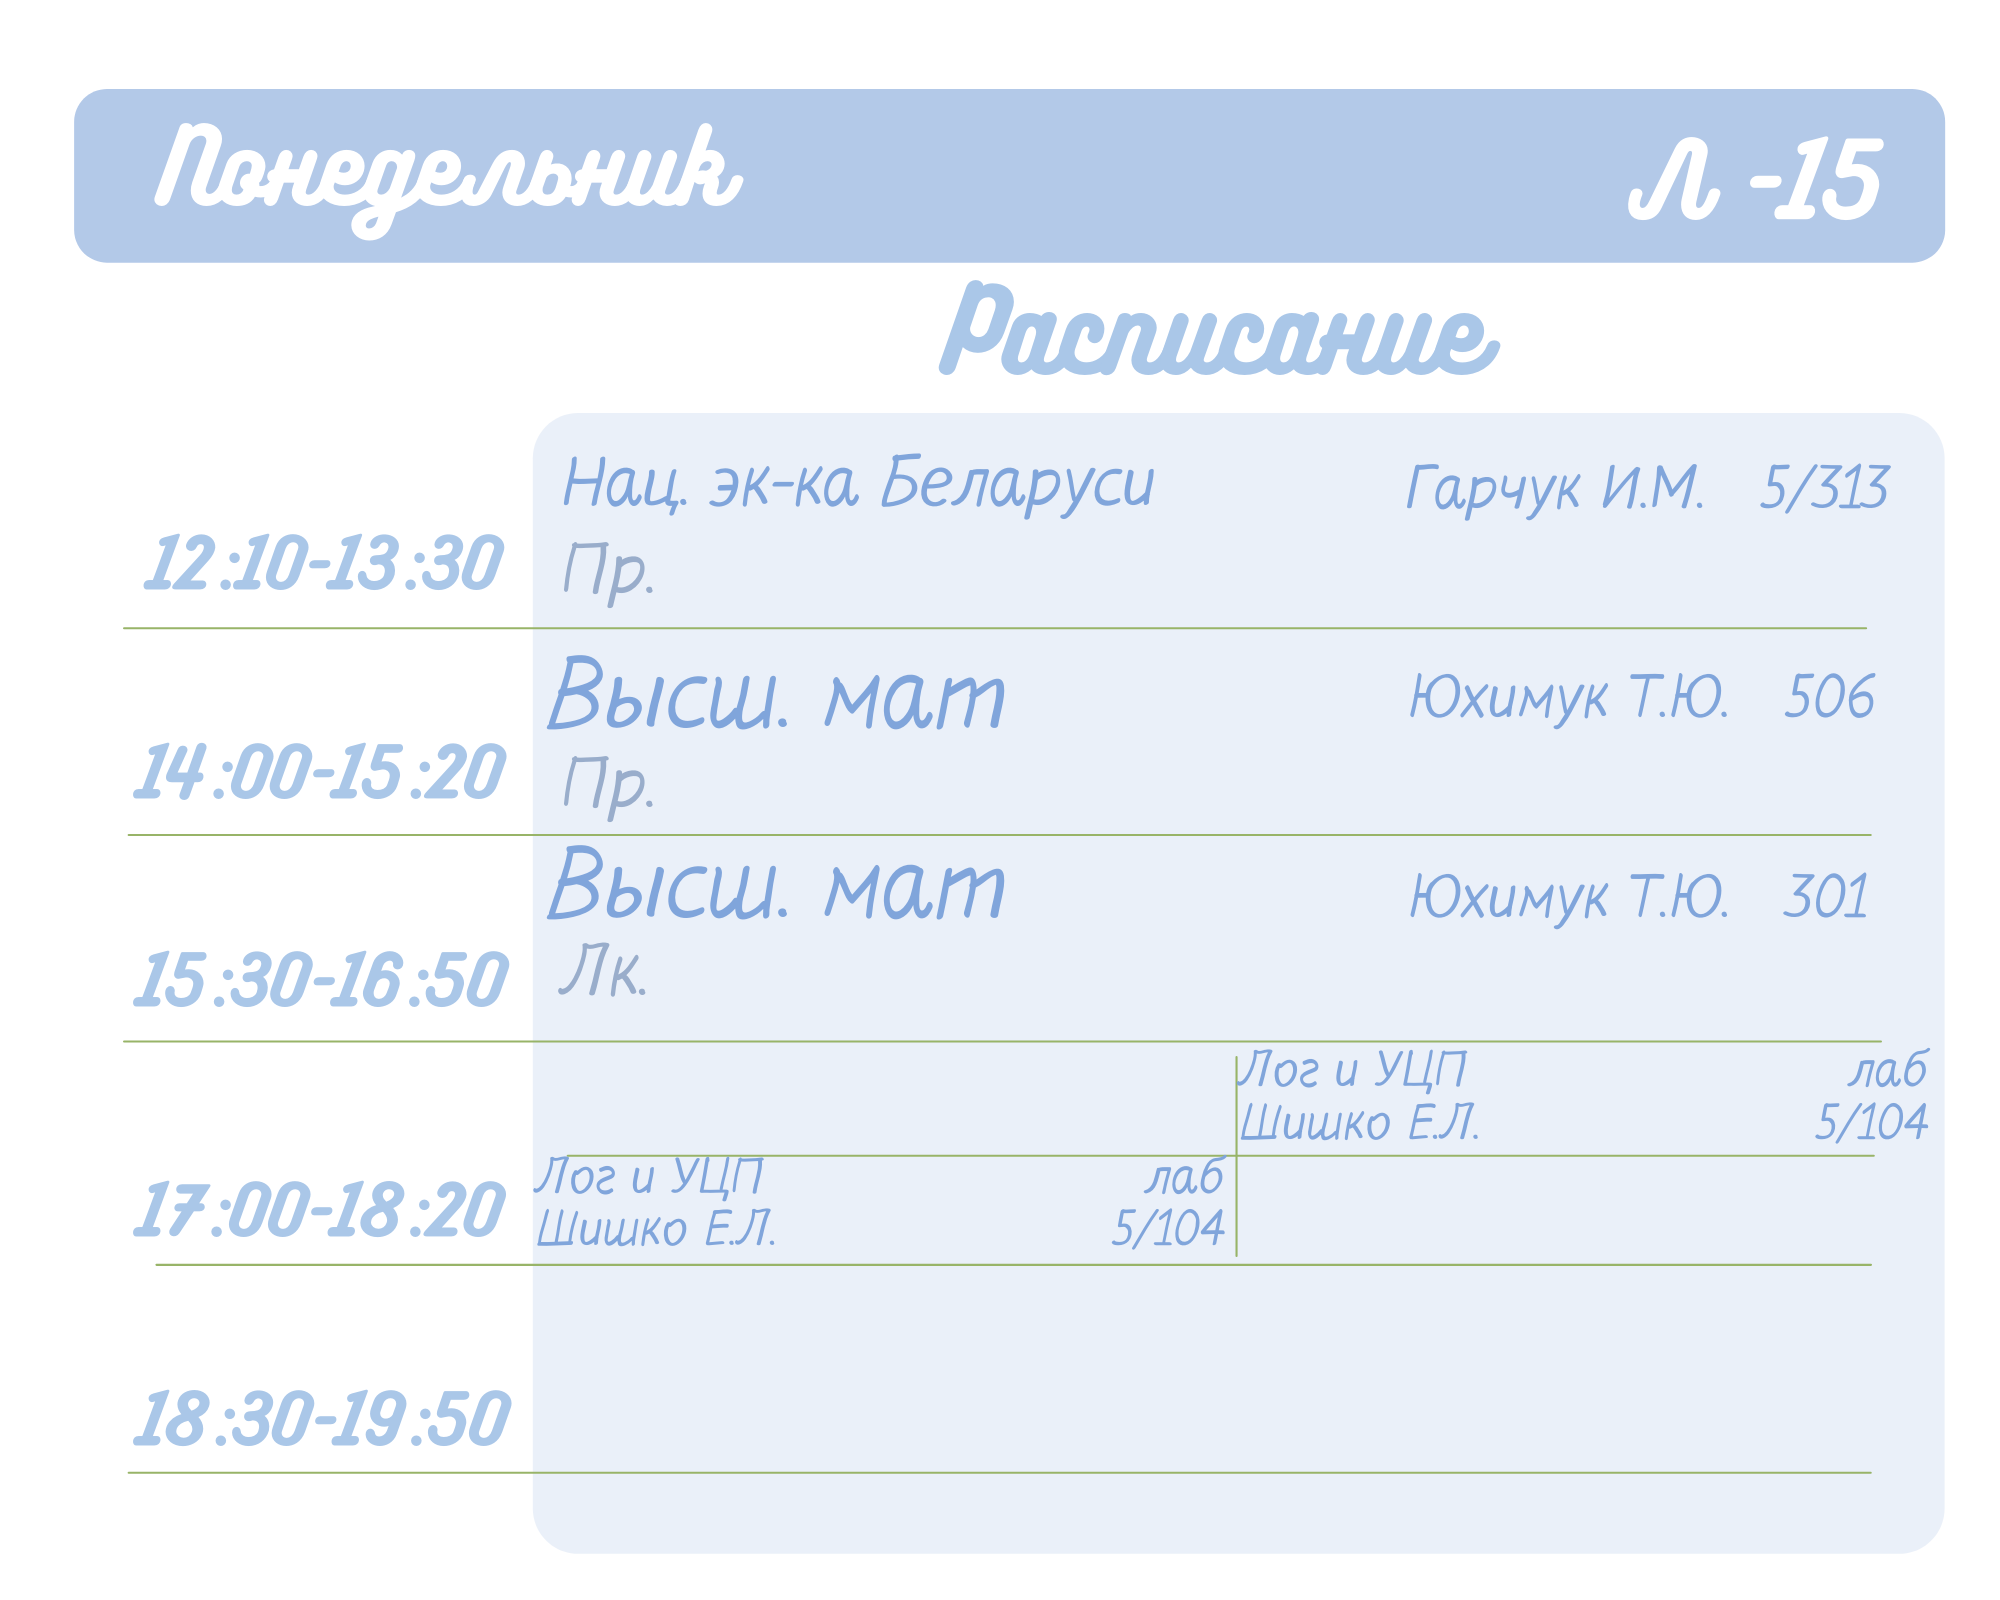 Понедельник Л -15
Расписание
Нац. эк-ка Беларуси Гарчук И.М. 5/313
12:10-13:30 Пр.
Высш. мат Юхимук Т.Ю. 506
14:00-15:20 Пр.
Высш. мат Юхимук Т.Ю. 301
15:30-16:50 Лк.
Лог и УЦП лаб
Шишко Е.Л. 5/104
Лог и УЦП лаб
17:00-18:20 Шишко Е.Л. 5/104
18:30-19:50